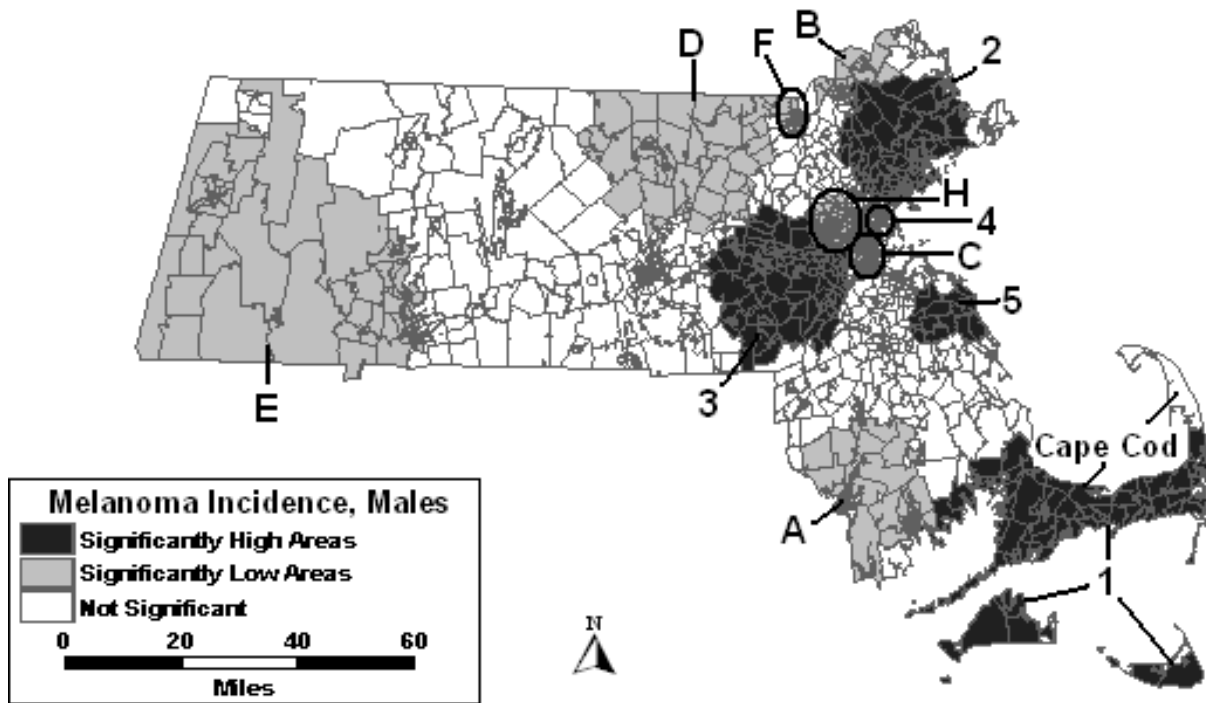 B
2
D
F
H
4
C
5
E
3
Cape Cod
A
1
Melanoma Incidence, Males
Significantly High Areas
Significantly Low Areas
Not Significant
0 20 40 60
Miles
N